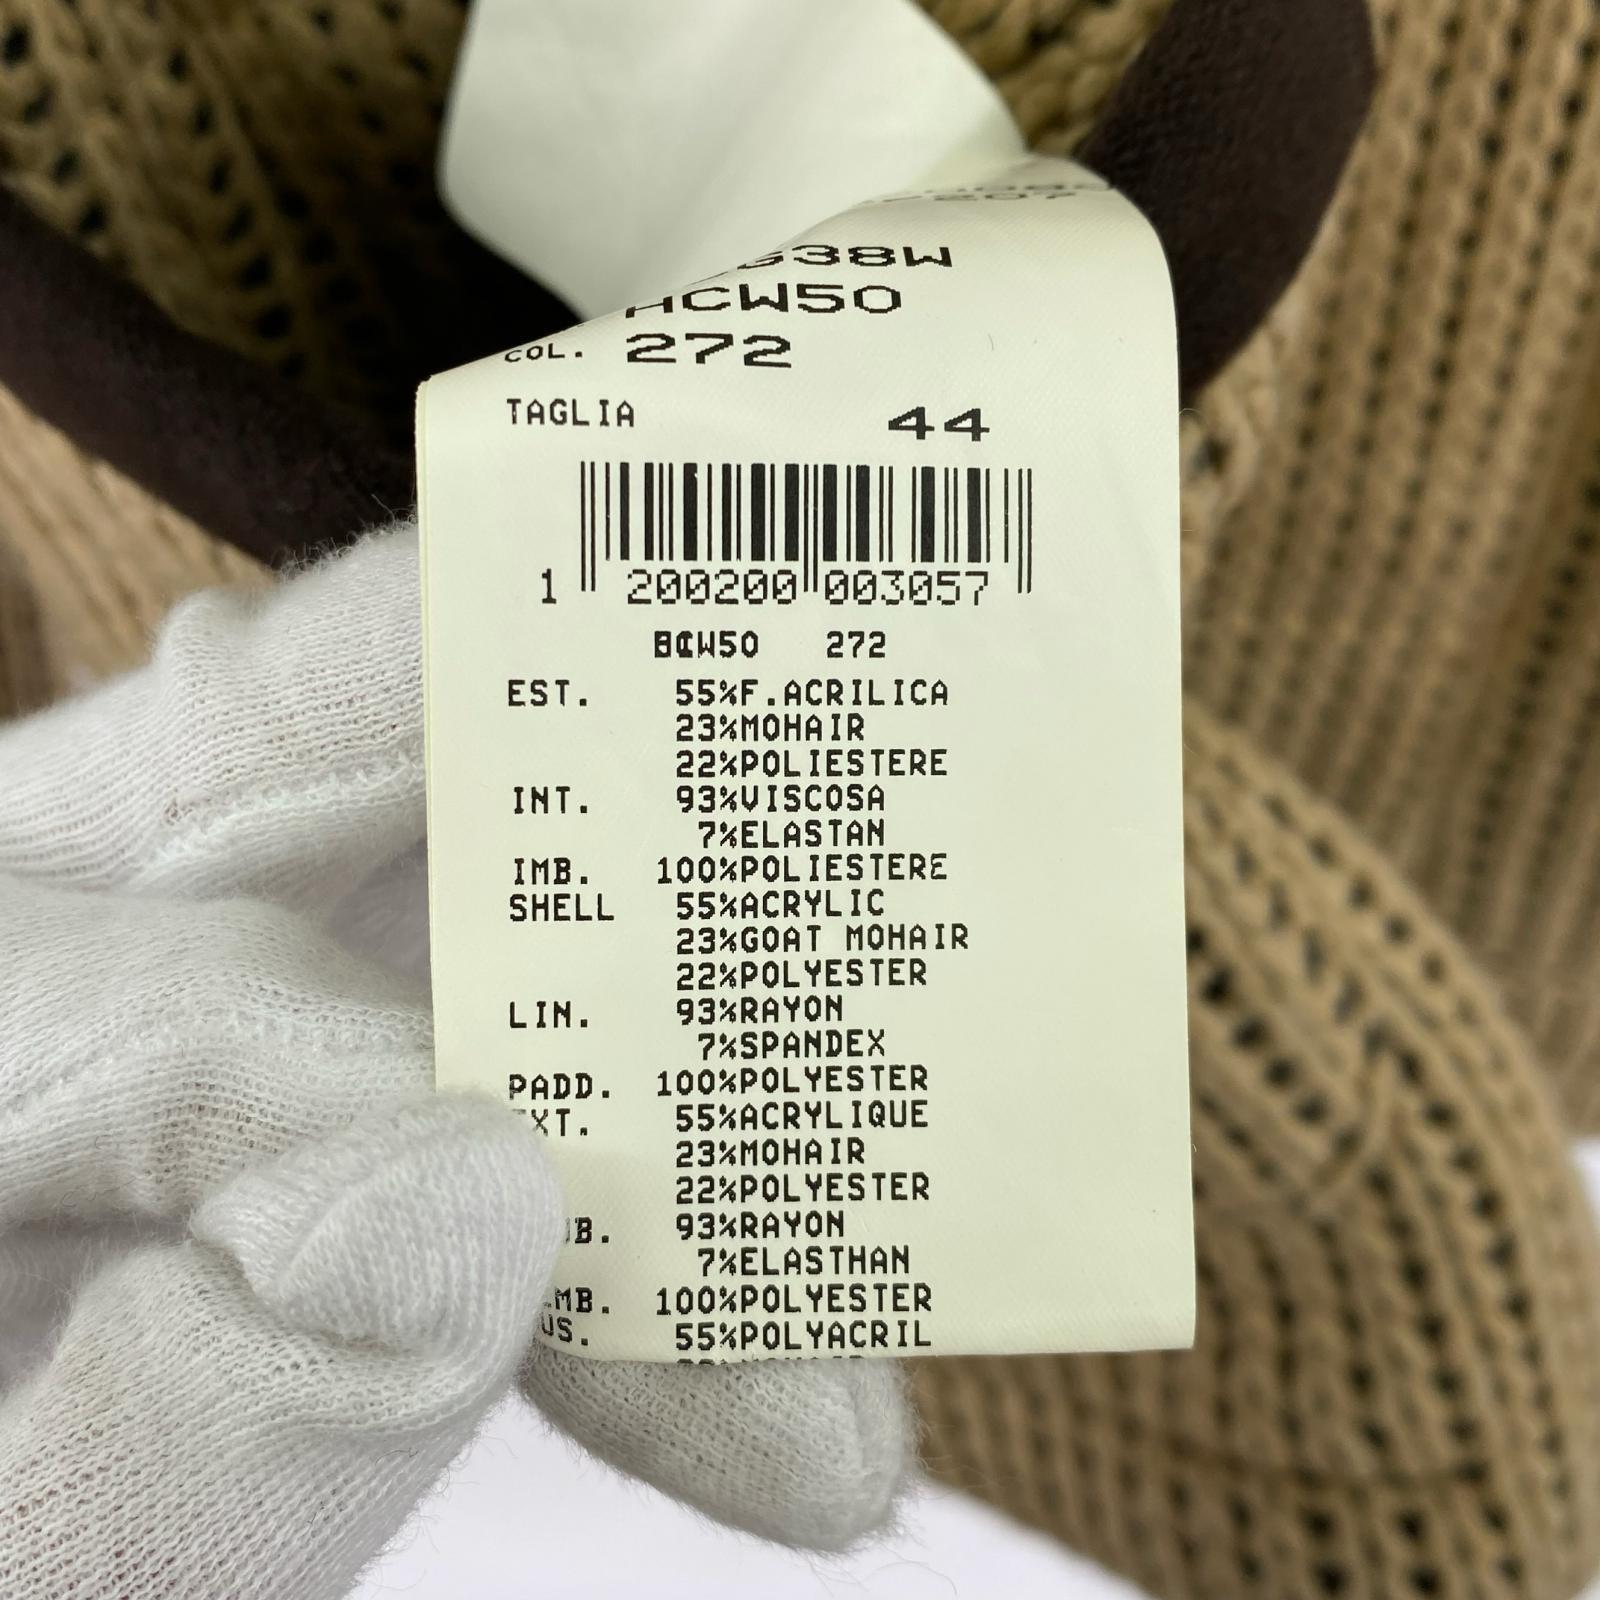 HCW50
COL. 272
TAGLIA 44
1 200200 003057
272
EST. 55%F.ACRILICA
23%MOHAIR
22%POLIESTERE
INT. 93%VISCOSA
7%ELASTAN
IMB. 100%POLIESTERE
SHELL 55%ACRYLIC
23%GOAT MOHAIR
22%POLYESTER
LIN. 93%RAYON
7%SPANDEX
PADD. 100%POLYESTER
55%ACRYLIQUE
23%MOHAIR
22%POLYESTER
93%RAYON
7%ELASTHAN
100%POLYESTER
55%POLYACRIL